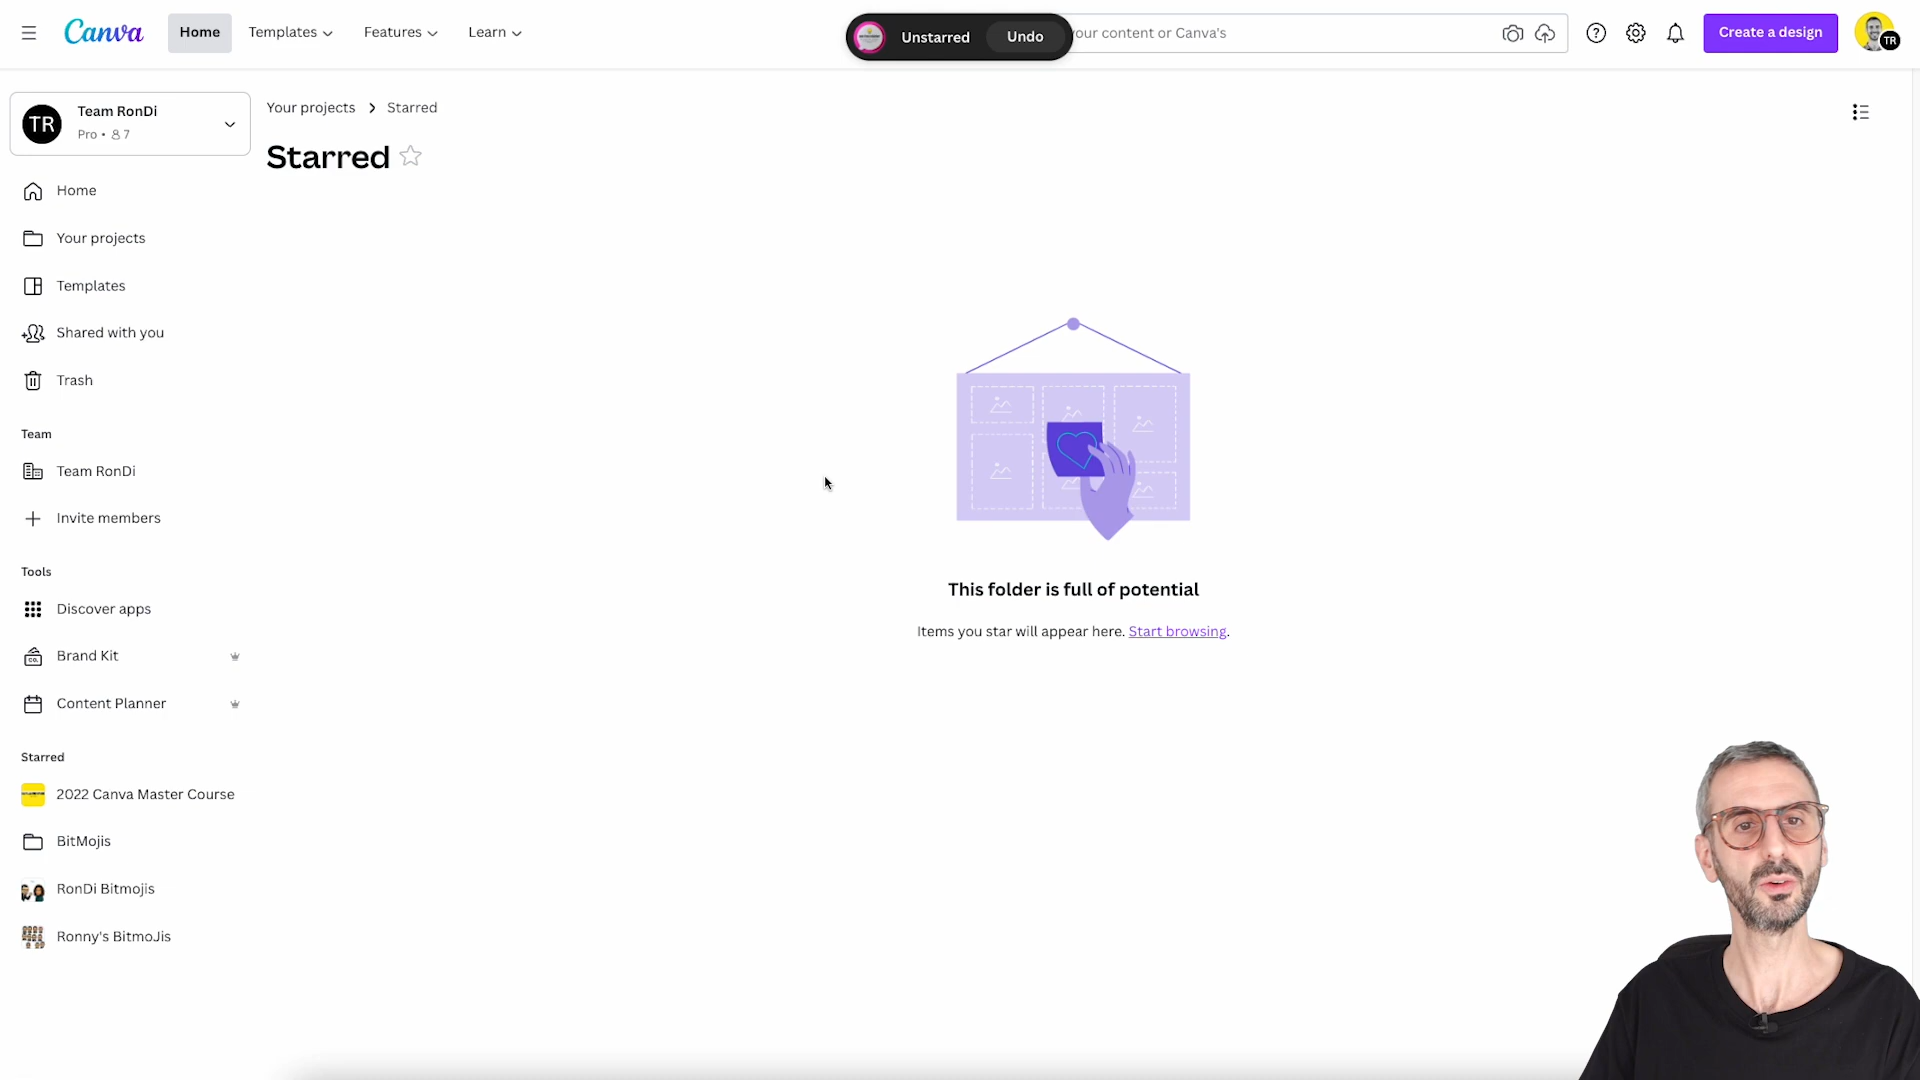 Canva
Home
Templates
Features
Learn
Unstarred
Undo
your content or Canva's
Create a design
TR
TR
Team RonDi
Pro • 7
Your projects
Starred
Starred
Home
Your projects
Templates
Shared with you
Trash
Team
Team RonDi
Invite members
Tools
Discover apps
CO.
Brand Kit
Content Planner
Starred
2022 Canva Master Course
BitMojis
RonDi Bitmojis
Ronny's BitmoJis
This folder is full of potential
Items you star will appear here. Start browsing.